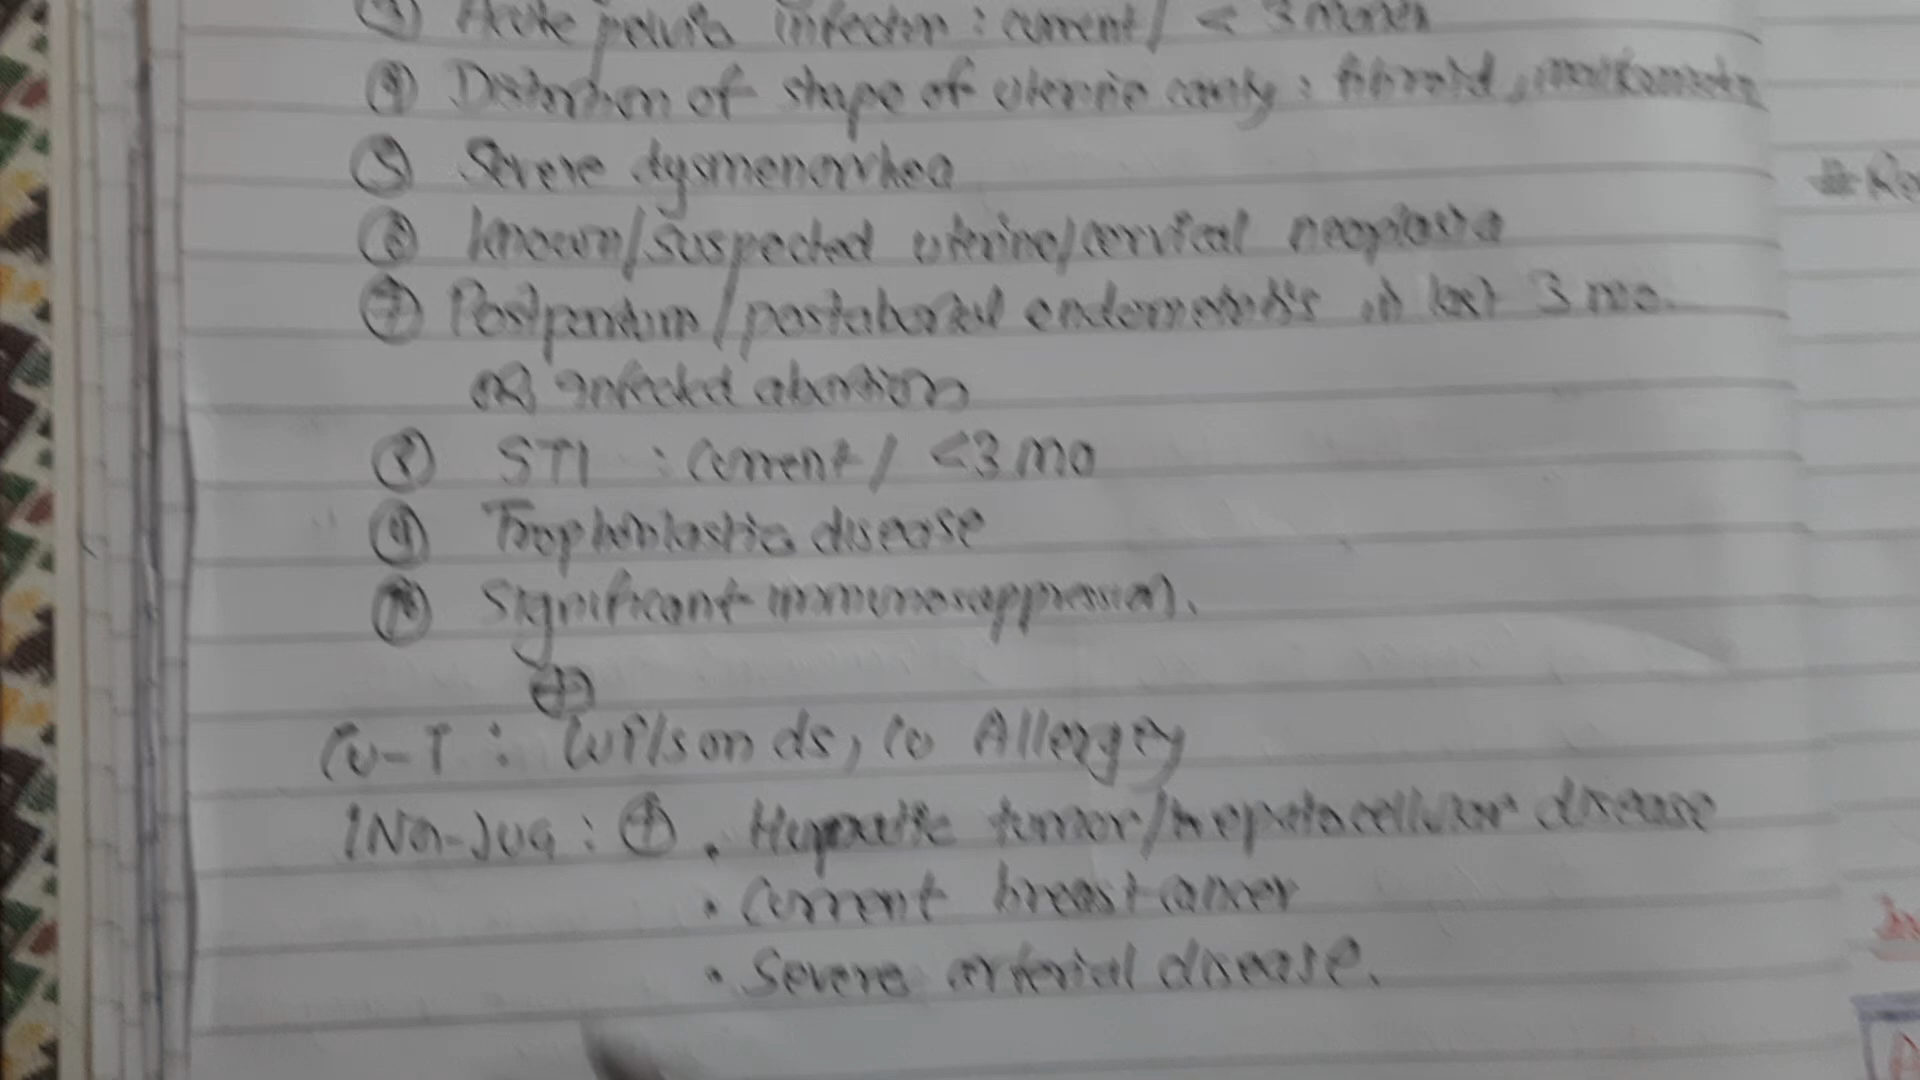 ③ Acute pelvic infection : current / < 3 months
④ Distortion of shape of uterine cavity : fibroid,
⑤ Severe dysmenorrhea
⑥ known/suspected uterine/cervical neoplasia
⑦ Postpartum / postabortal endometritis in last 3 mo.
OR infected abortion
⑧ STI : current / <3 mo
⑨ Trophoblastic disease
⑩ Significant immunosuppression.
⊕
Cu-T : Wilson ds, Cu Allergy
LNG-IUS : ⊕ . Hepatic tumor/hepatocellular disease
• Current breast cancer
• Severe arterial disease.